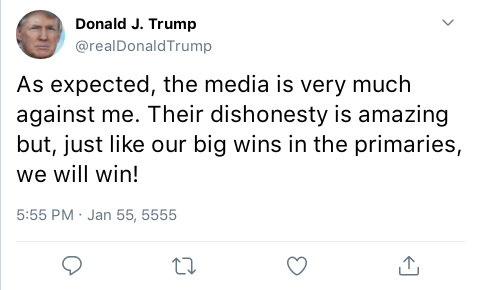 Donald J. Trump
@realDonaldTrump
As expected, the media is very much
against me. Their dishonesty is amazing
but, just like our big wins in the primaries,
we will win!
5:55 PM · Jan 55, 5555